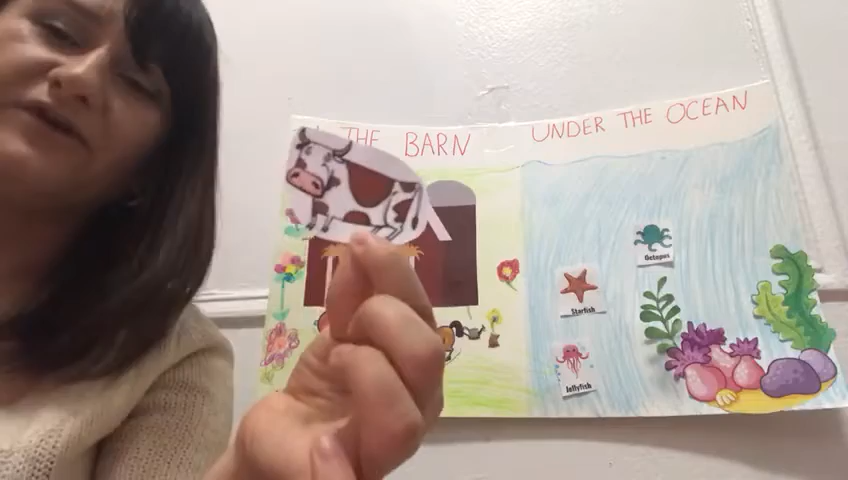 THE BARN
UNDER THE OCEAN
Octopus
Starfish
Jellyfish